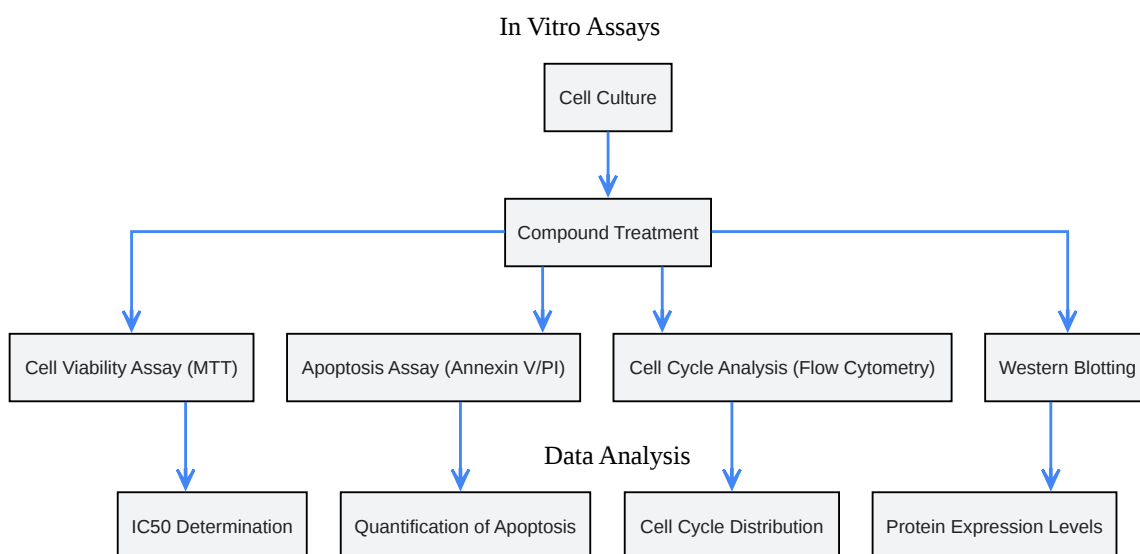 In Vitro Assays
Cell Culture
Compound Treatment
Cell Viability Assay (MTT)
Apoptosis Assay (Annexin V/PI)
Cell Cycle Analysis (Flow Cytometry)
Western Blotting
Data Analysis
IC50 Determination
Quantification of Apoptosis
Cell Cycle Distribution
Protein Expression Levels